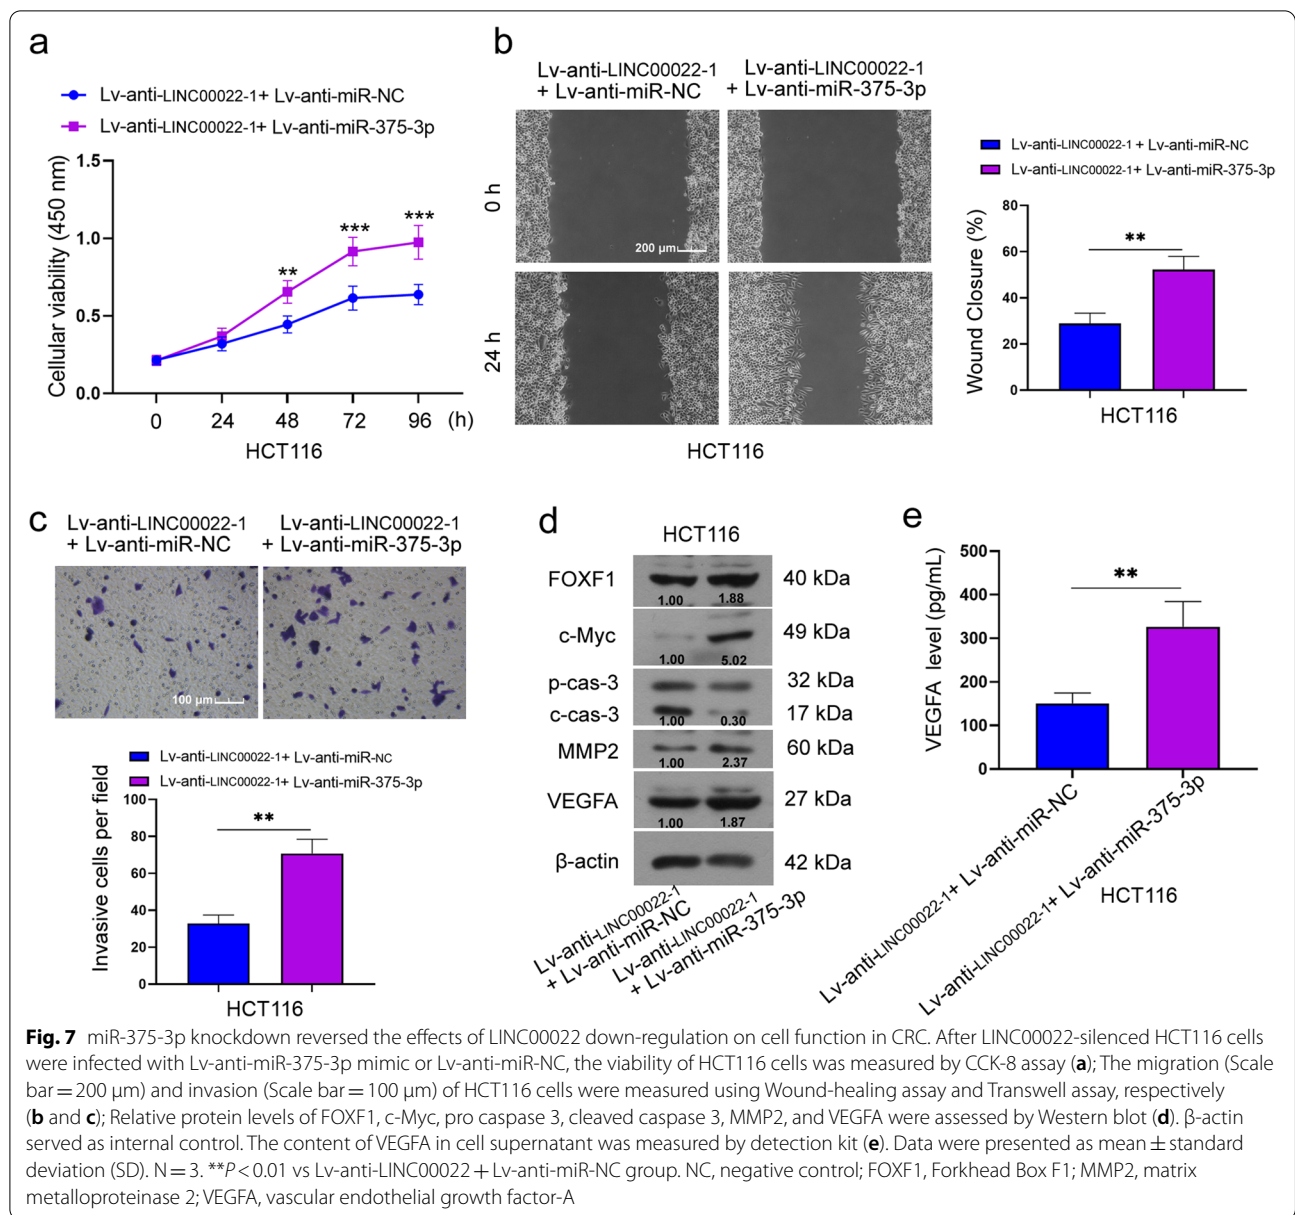 a
Lv-anti-LINC00022-1+ Lv-anti-miR-NC
Lv-anti-LINC00022-1+ Lv-anti-miR-375-3p
Cellular viability (450 nm)
1.5
1.0
0.5
0.0
**
***
***
0 24 48 72 96 (h)
HCT116
b
Lv-anti-LINC00022-1 + Lv-anti-miR-NC
Lv-anti-LINC00022-1 + Lv-anti-miR-375-3p
0 h
200 μm
24 h
HCT116
Lv-anti-LINC00022-1 + Lv-anti-miR-NC
Lv-anti-LINC00022-1+ Lv-anti-miR-375-3p
Wound Closure (%)
80
60
40
20
0
**
HCT116
c
Lv-anti-LINC00022-1 + Lv-anti-miR-NC
Lv-anti-LINC00022-1 + Lv-anti-miR-375-3p
100 μm
Lv-anti-LINC00022-1+ Lv-anti-miR-NC
Lv-anti-LINC00022-1+ Lv-anti-miR-375-3p
Invasive cells per field
100
80
60
40
20
0
**
HCT116
d
HCT116
FOXF1 1.00 1.88 40 kDa
c-Myc 1.00 5.02 49 kDa
p-cas-3 32 kDa
c-cas-3 1.00 0.30 17 kDa
MMP2 1.00 2.37 60 kDa
VEGFA 1.00 1.87 27 kDa
β-actin 42 kDa
Lv-anti-LINC00022-1 + Lv-anti-miR-NC
Lv-anti-LINC00022-1 + Lv-anti-miR-375-3p
e
VEGFA level (pg/mL)
500
400
300
200
150
100
0
**
Lv-anti-LINC00022-1+ Lv-anti-miR-NC
Lv-anti-LINC00022-1+ Lv-anti-miR-375-3p
HCT116
Fig. 7 miR-375-3p knockdown reversed the effects of LINC00022 down-regulation on cell function in CRC. After LINC00022-silenced HCT116 cells
were infected with Lv-anti-miR-375-3p mimic or Lv-anti-miR-NC, the viability of HCT116 cells was measured by CCK-8 assay (a); The migration (Scale
bar = 200 μm) and invasion (Scale bar = 100 μm) of HCT116 cells were measured using Wound-healing assay and Transwell assay, respectively
(b and c); Relative protein levels of FOXF1, c-Myc, pro caspase 3, cleaved caspase 3, MMP2, and VEGFA were assessed by Western blot (d). β-actin
served as internal control. The content of VEGFA in cell supernatant was measured by detection kit (e). Data were presented as mean ± standard
deviation (SD). N = 3. **P < 0.01 vs Lv-anti-LINC00022 + Lv-anti-miR-NC group. NC, negative control; FOXF1, Forkhead Box F1; MMP2, matrix
metalloproteinase 2; VEGFA, vascular endothelial growth factor-A